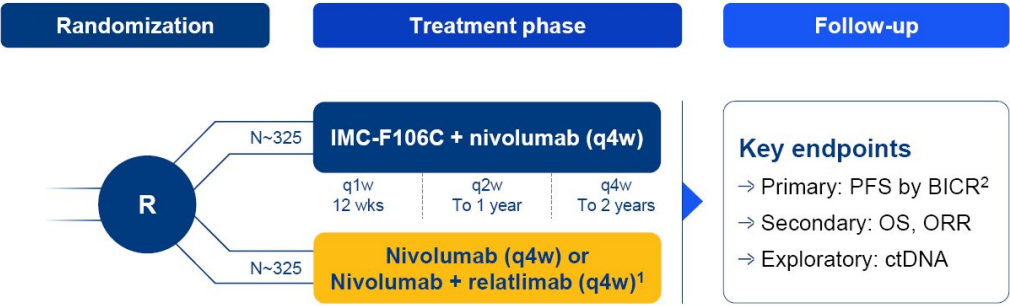 Randomization
Treatment phase
Follow-up
R
N~325
IMC-F106C + nivolumab (q4w)
q1w
12 wks
q2w
To 1 year
q4w
To 2 years
N~325
Nivolumab (q4w) or
Nivolumab + relatlimab (q4w)¹
Key endpoints
→ Primary: PFS by BICR²
→ Secondary: OS, ORR
→ Exploratory: ctDNA